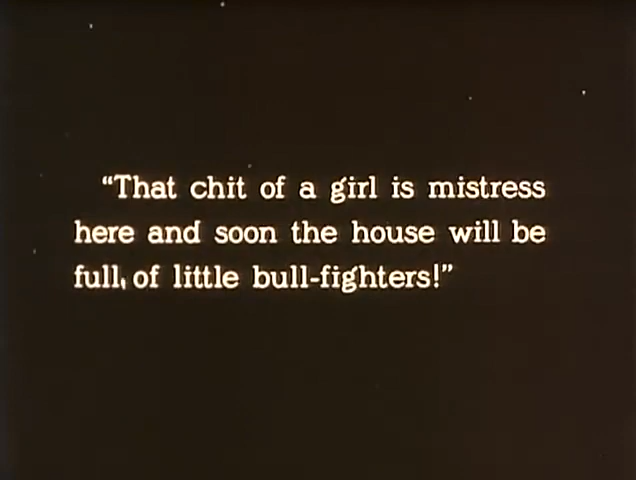 “That chit of a girl is mistress
here and soon the house will be
full, of little bull-fighters!”